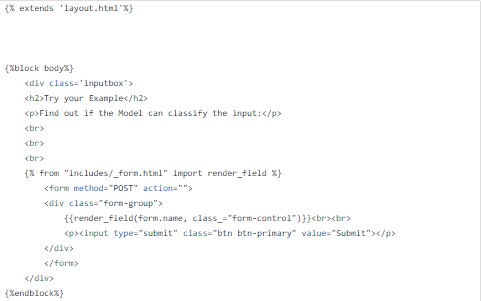 {% extends 'layout.html'%}
{%block body%}
<div class='inputbox'>
<h2>Try your Example</h2>
<p>Find out if the Model can classify the input:</p>
<br>
<br>
<br>
{% from "includes/_form.html" import render_field %}
<form method="POST" action="">
<div class="form-group">
{{render_field(form.name, class_="form-control")}}<br><br>
<p><input type="submit" class="btn btn-primary" value="Submit"></p>
</div>
</form>
</div>
{%endblock%}